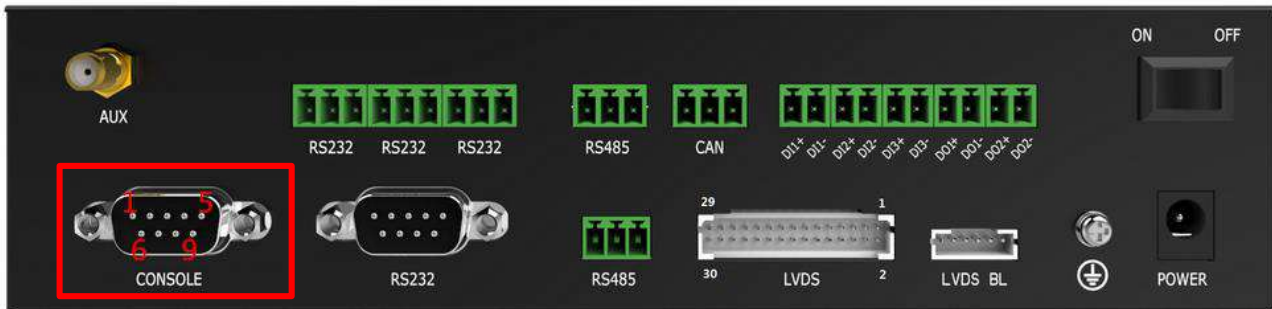 ON OFF
AUX
RS232 RS232 RS232 RS485 CAN DI1+ DI1- DI2+ DI2- DI3+ DI3- DO1+ DO1- DO2+ DO2-
1 5
6 9
CONSOLE
RS232
RS485
29 1
30 2
LVDS
LVDS BL
POWER